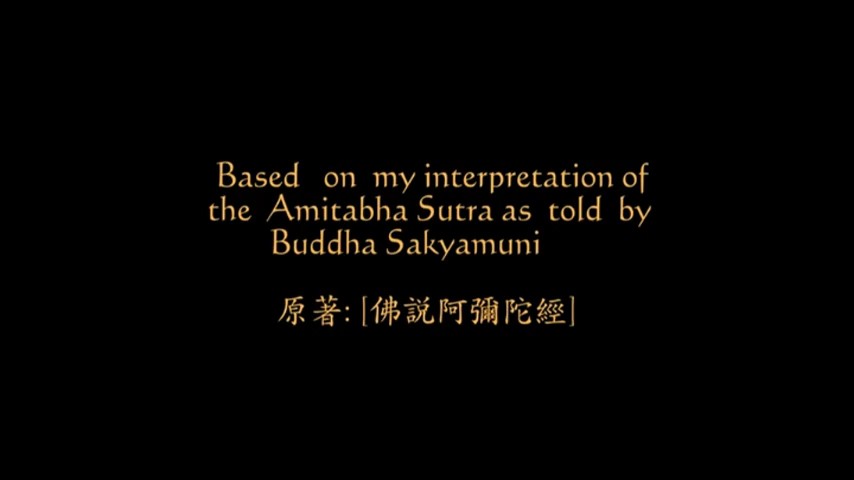 Based on my interpretation of
the Amitabha Sutra as told by
Buddha Sakyamuni
原著: [佛説阿彌陀經]